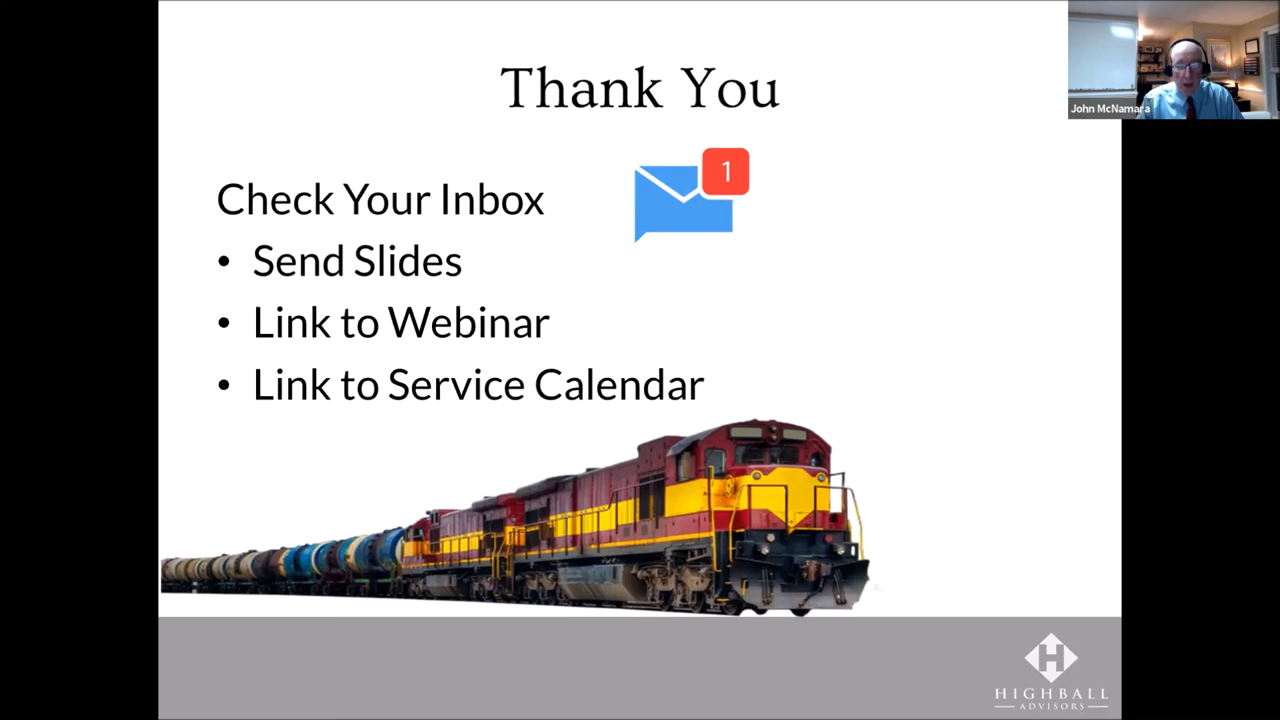 Thank You
John McNamara
Check Your Inbox
1
• Send Slides
• Link to Webinar
• Link to Service Calendar
H
HIGHBALL
ADVISORS